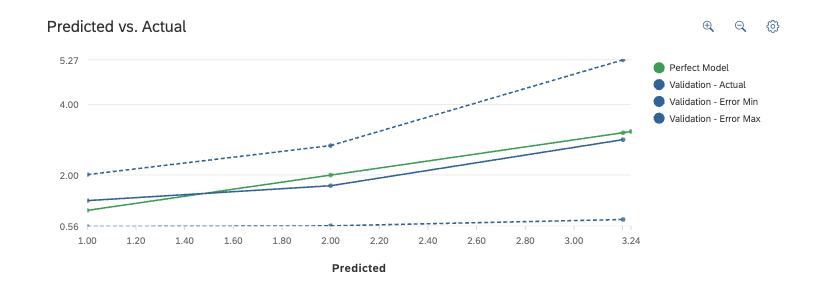 Predicted vs. Actual
5.27
4.00
2.00
0.56
1.00 1.20 1.40 1.60 1.80 2.00 2.20 2.40 2.60 2.80 3.00 3.24
Predicted
Perfect Model
Validation - Actual
Validation - Error Min
Validation - Error Max